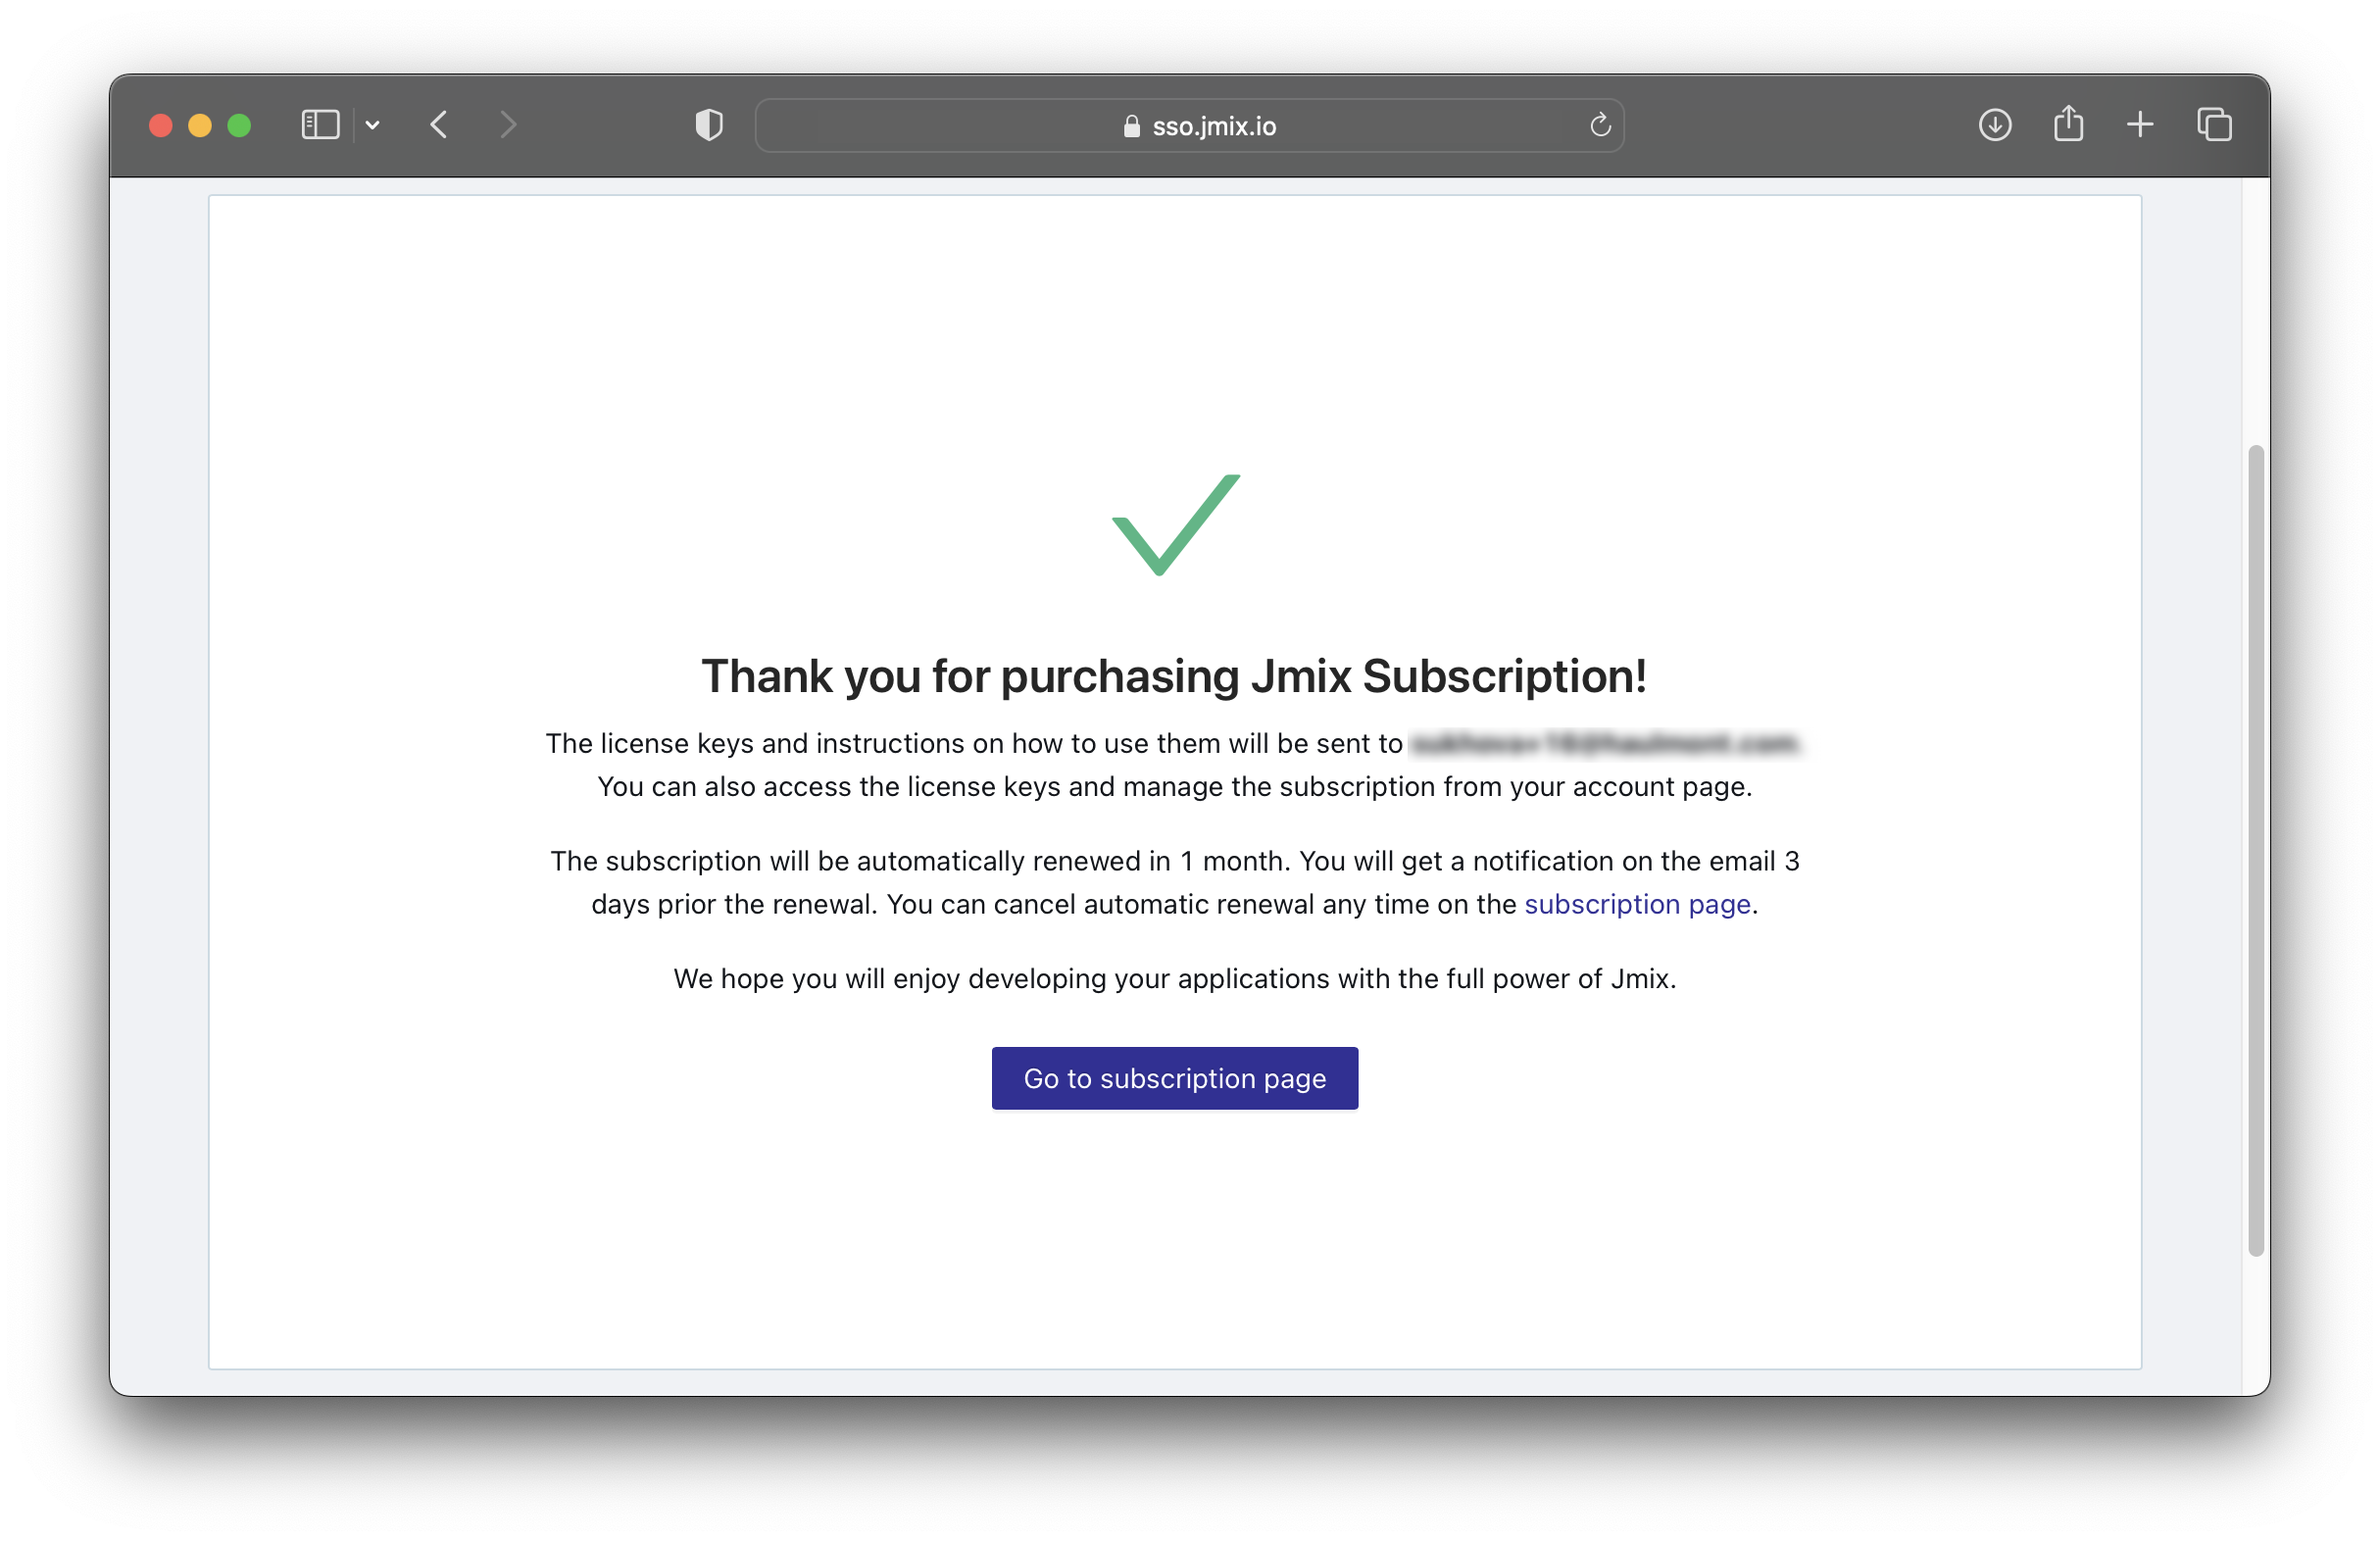 sso.jmix.io
Thank you for purchasing Jmix Subscription!
The license keys and instructions on how to use them will be sent to
You can also access the license keys and manage the subscription from your account page.
The subscription will be automatically renewed in 1 month. You will get a notification on the email 3
days prior the renewal. You can cancel automatic renewal any time on the subscription page.
We hope you will enjoy developing your applications with the full power of Jmix.
Go to subscription page